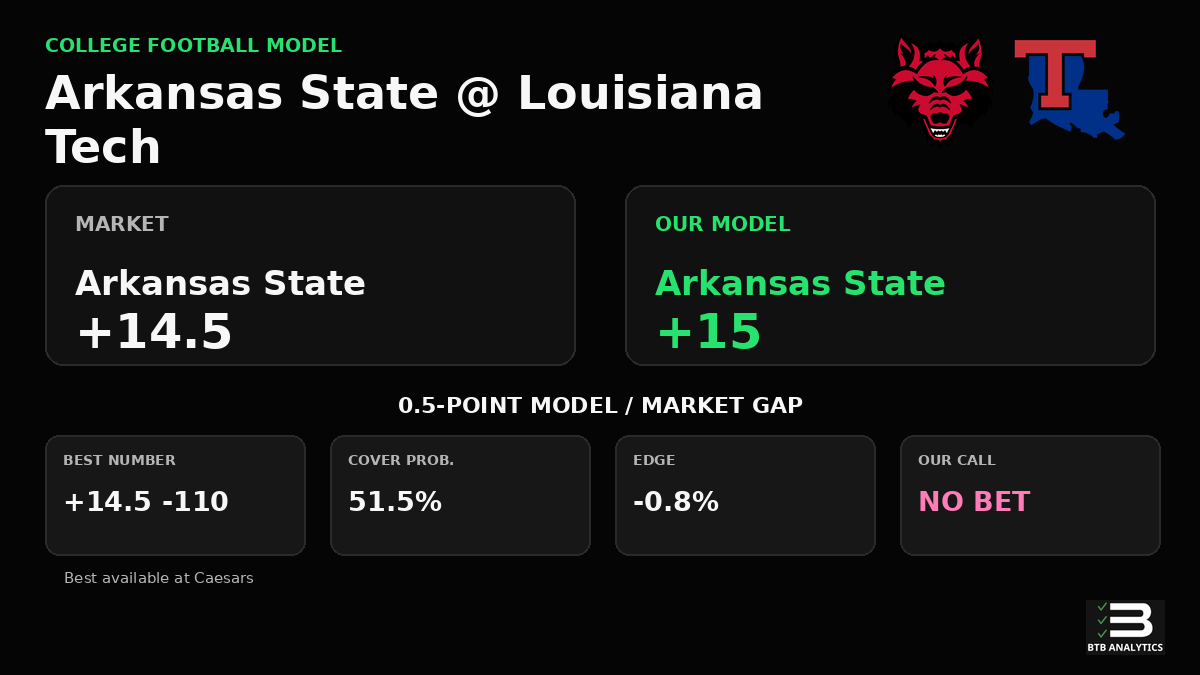 COLLEGE FOOTBALL MODEL
Arkansas State @ Louisiana
Tech
MARKET
Arkansas State
+14.5
OUR MODEL
Arkansas State
+15
0.5-POINT MODEL / MARKET GAP
BEST NUMBER
+14.5 -110
COVER PROB.
51.5%
EDGE
-0.8%
OUR CALL
NO BET
Best available at Caesars
BTB ANALYTICS